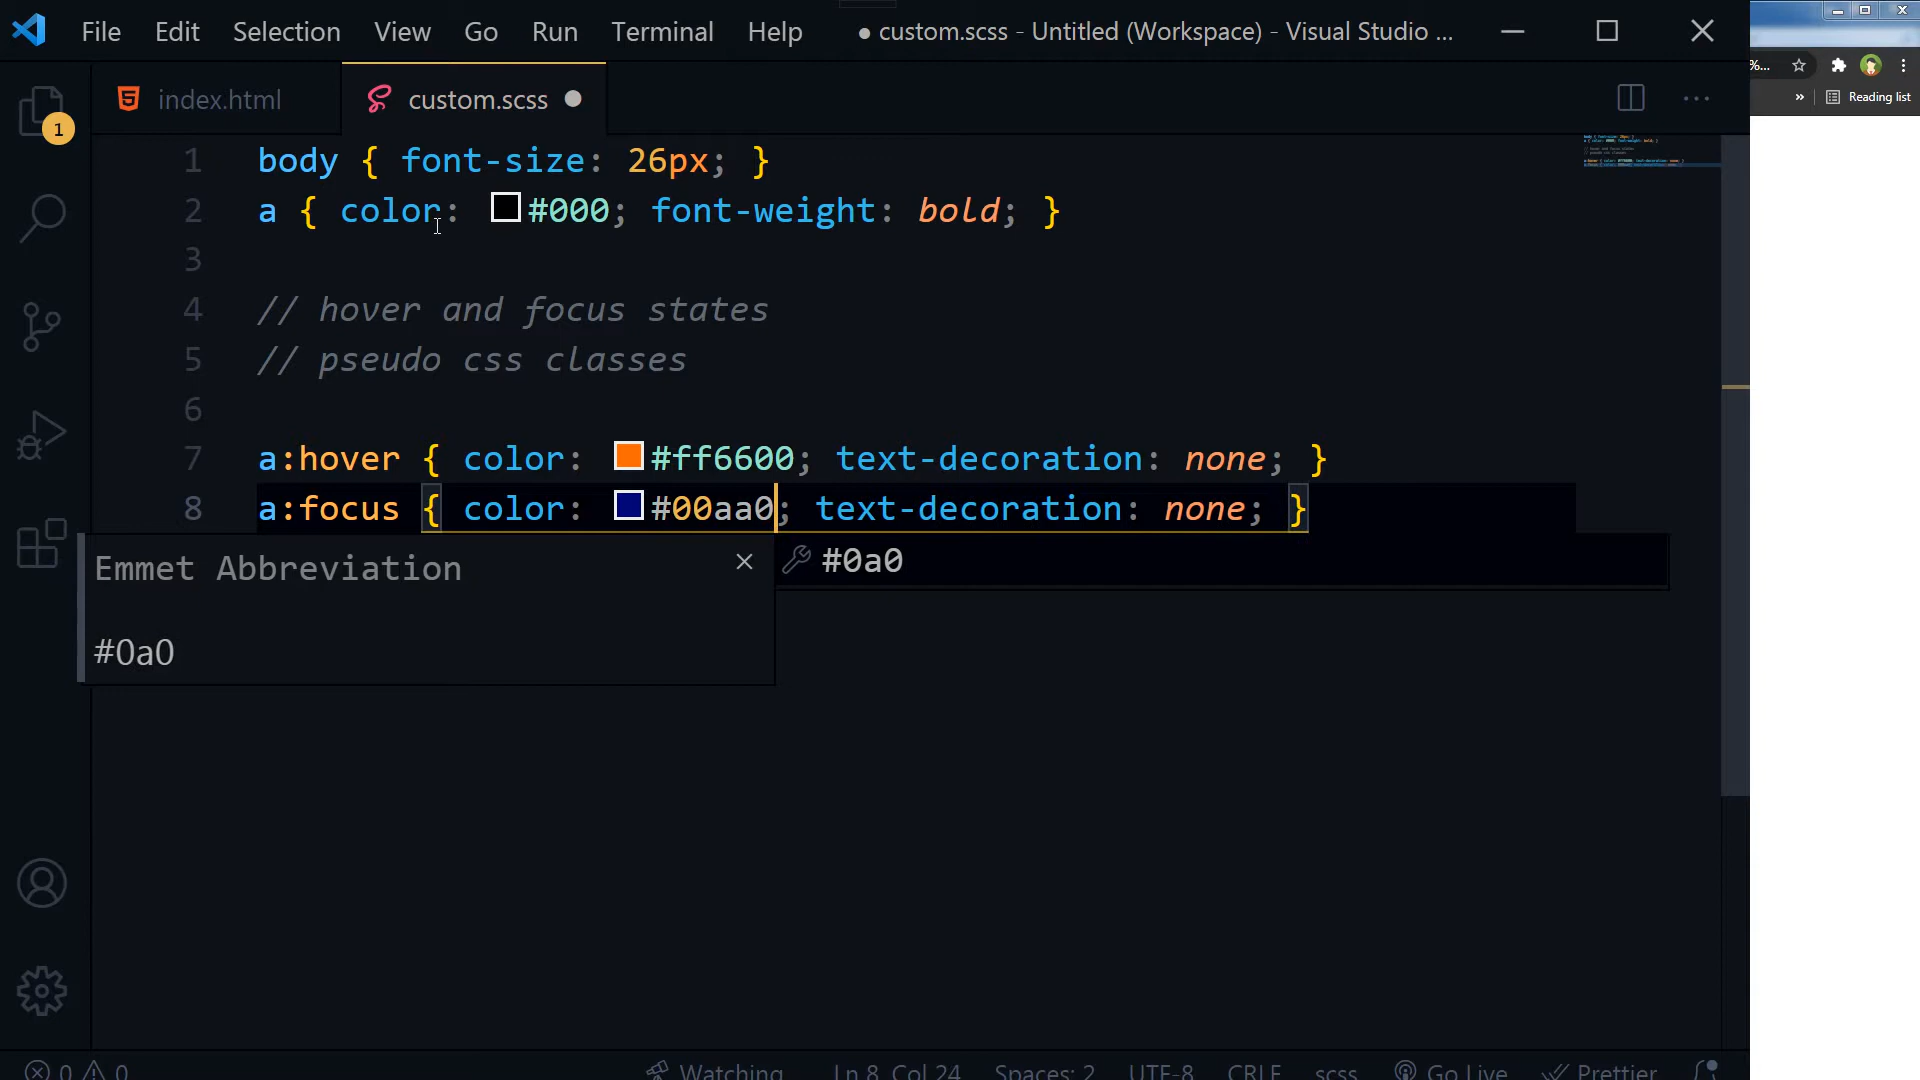 File Edit Selection View Go Run Terminal Help ● custom.scss - Untitled (Workspace) - Visual Studio ...
%...
index.html custom.scss ●
» Reading list
1
1 body { font-size: 26px; }
2 a { color: #000; font-weight: bold; }
3
4 // hover and focus states
5 // pseudo css classes
6
7 a:hover { color: #ff6600; text-decoration: none; }
8 a:focus { color: #00aa0; text-decoration: none; }
Emmet Abbreviation
#0a0
#0a0
0 0 Watching Ln 8, Col 24 Spaces: 2 UTF-8 CRLF scss Go Live Prettier